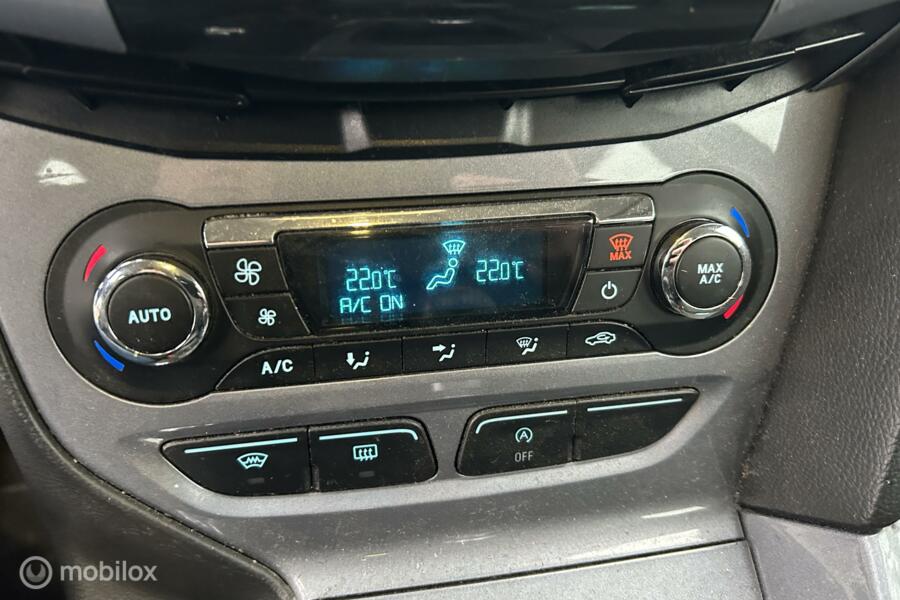 22.0°C 22.0°C
A/C ON
MAX
AUTO
MAX
A/C
A/C
A
OFF
mobilox